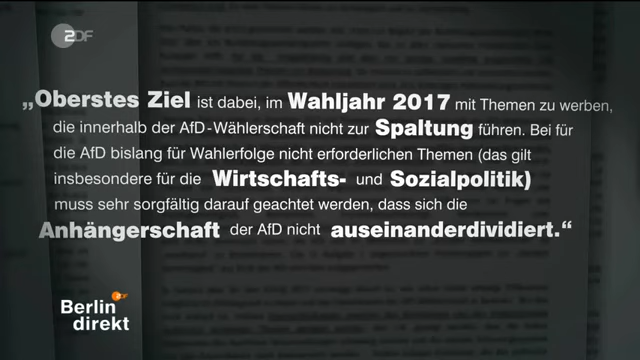 ZDF
„Oberstes Ziel ist dabei, im Wahljahr 2017 mit Themen zu werben,
die innerhalb der AfD-Wählerschaft nicht zur Spaltung führen. Bei für
die AfD bislang für Wahlerfolge nicht erforderlichen Themen (das gilt
insbesondere für die Wirtschafts- und Sozialpolitik)
muss sehr sorgfältig darauf geachtet werden, dass sich die
Anhängerschaft der AfD nicht auseinanderdividiert.“
ZDF
Berlin
direkt